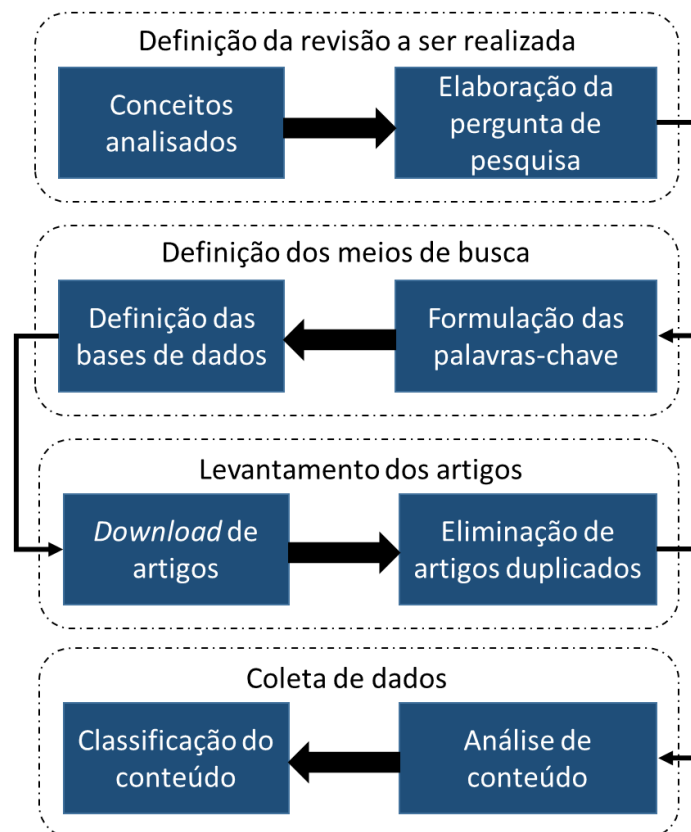 Definição da revisão a ser realizada
Conceitos
analisados
Elaboração da
pergunta de
pesquisa
Definição dos meios de busca
Definição das
bases de dados
Formulação das
palavras-chave
Levantamento dos artigos
Download de
artigos
Eliminação de
artigos duplicados
Coleta de dados
Classificação do
conteúdo
Análise de
conteúdo